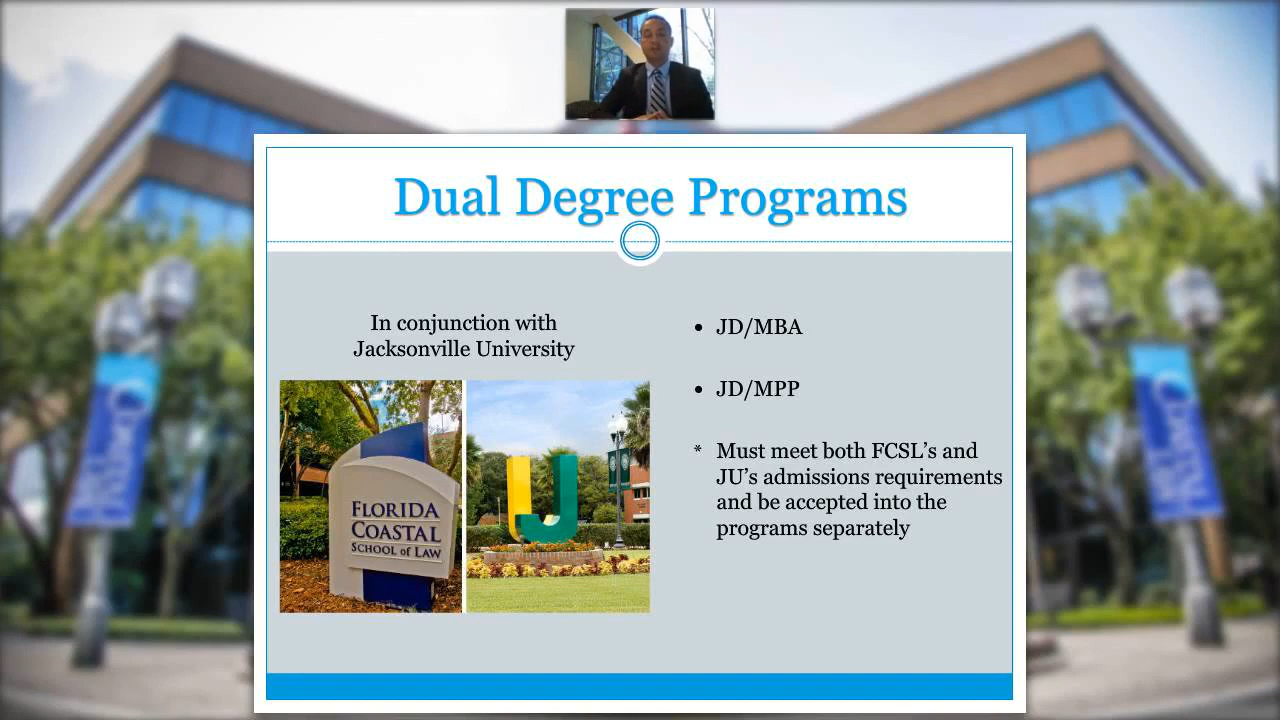 Dual Degree Programs
In conjunction with
Jacksonville University
FLORIDA
COASTAL
SCHOOL of LAW
JU
• JD/MBA
• JD/MPP
* Must meet both FCSL’s and
JU’s admissions requirements
and be accepted into the
programs separately